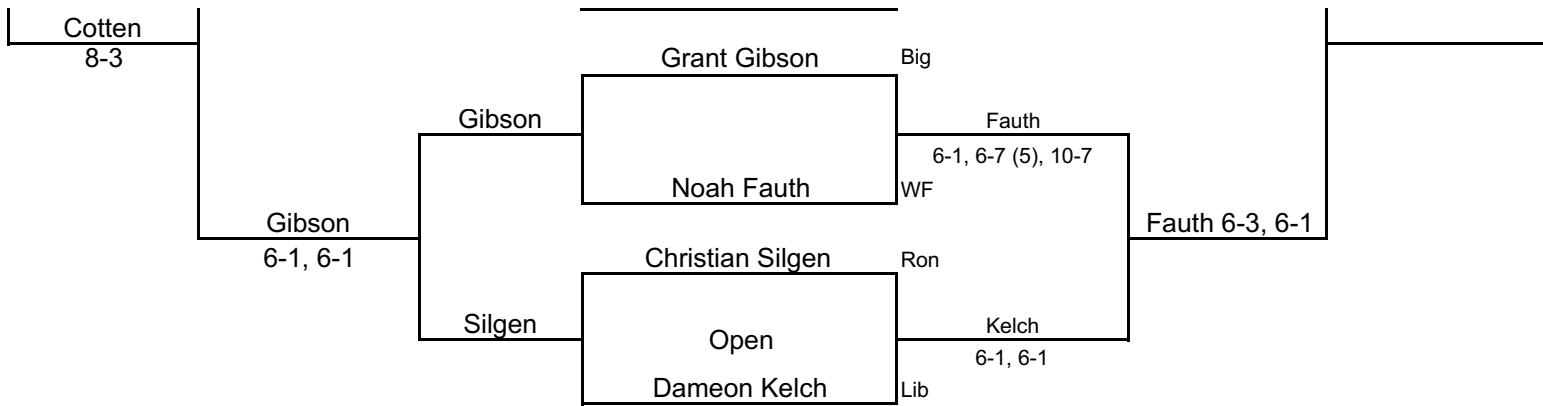 Cotten
8-3
Grant Gibson Big
Gibson Fauth
6-1, 6-7 (5), 10-7
Noah Fauth WF
Gibson Fauth 6-3, 6-1
6-1, 6-1 Christian Silgen Ron
Silgen Kelch
Open
6-1, 6-1
Dameon Kelch Lib